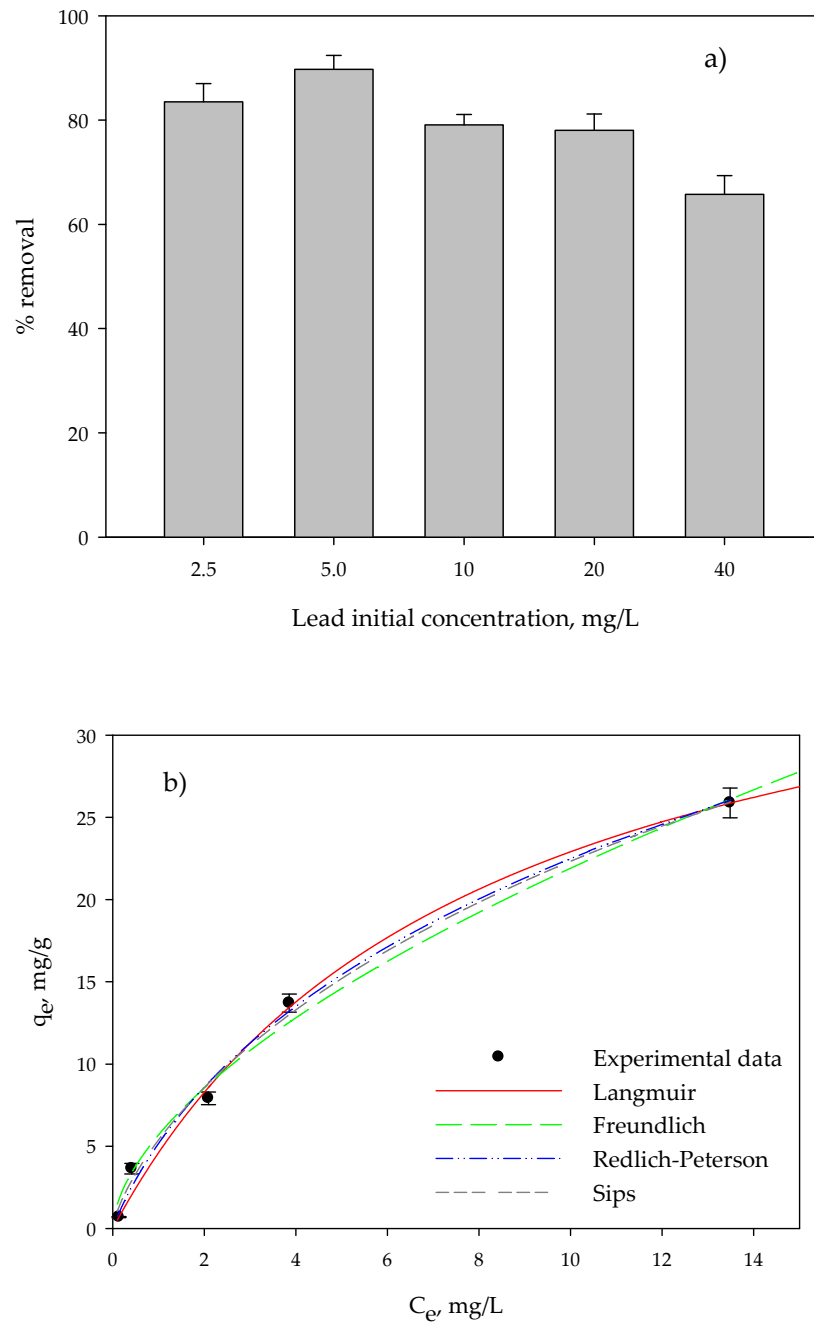 100
80
60
40
20
0
% removal
a)
2.5 5.0 10 20 40
Lead initial concentration, mg/L
30
25
20
15
10
5
0
qe, mg/g
b)
Experimental data
Langmuir
Freundlich
Redlich-Peterson
Sips
0 2 4 6 8 10 12 14
Ce, mg/L